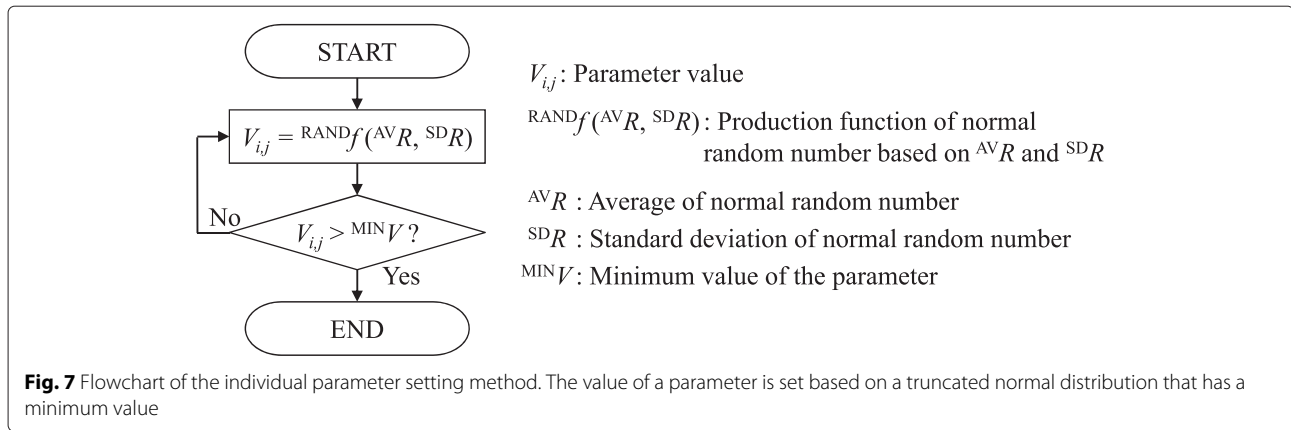 START
V_{i,j} = ^{RAND}f(^{AV}R, ^{SD}R)
No
V_{i,j} > ^{MIN}V?
Yes
END
V_{i,j}: Parameter value
^{RAND}f(^{AV}R, ^{SD}R): Production function of normal
random number based on ^{AV}R and ^{SD}R
^{AV}R : Average of normal random number
^{SD}R : Standard deviation of normal random number
^{MIN}V: Minimum value of the parameter
Fig. 7 Flowchart of the individual parameter setting method. The value of a parameter is set based on a truncated normal distribution that has a
minimum value